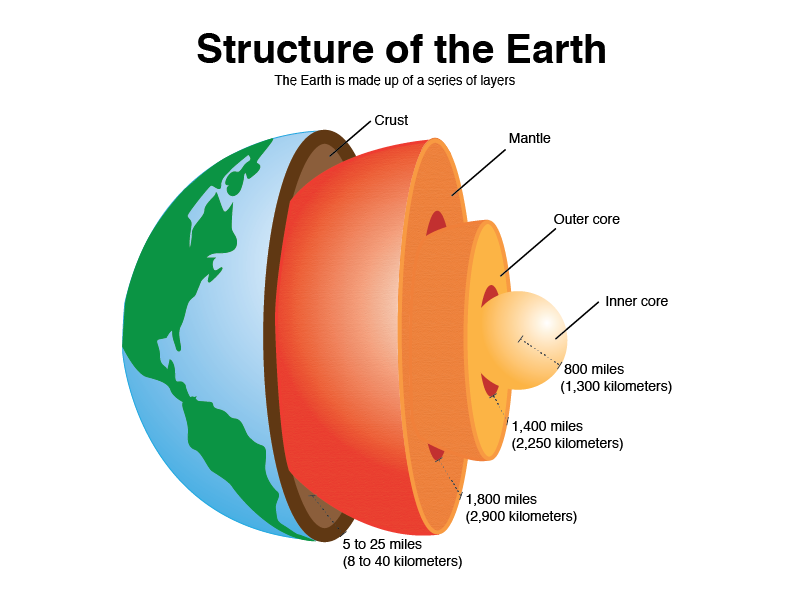 Structure of the Earth
The Earth is made up of a series of layers
Crust
Mantle
Outer core
Inner core
800 miles
(1,300 kilometers)
1,400 miles
(2,250 kilometers)
1,800 miles
(2,900 kilometers)
5 to 25 miles
(8 to 40 kilometers)